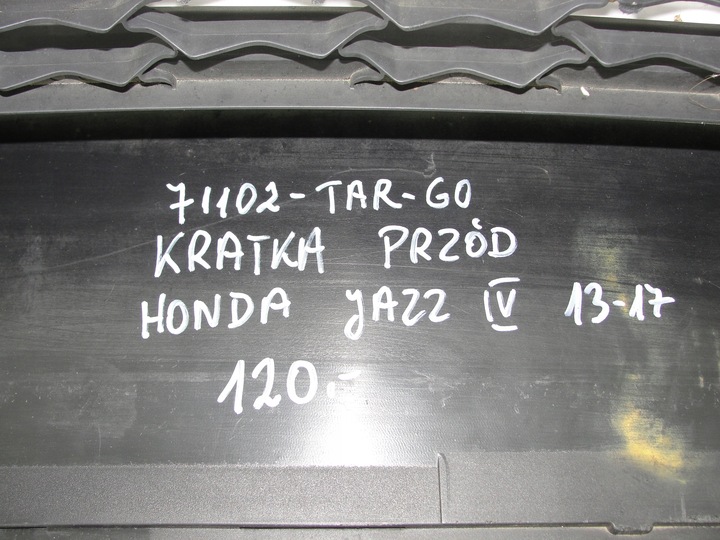 71102-TAR-G0
KRATKA PRZÓD
HONDA JAZZ IV 13-17
120.-